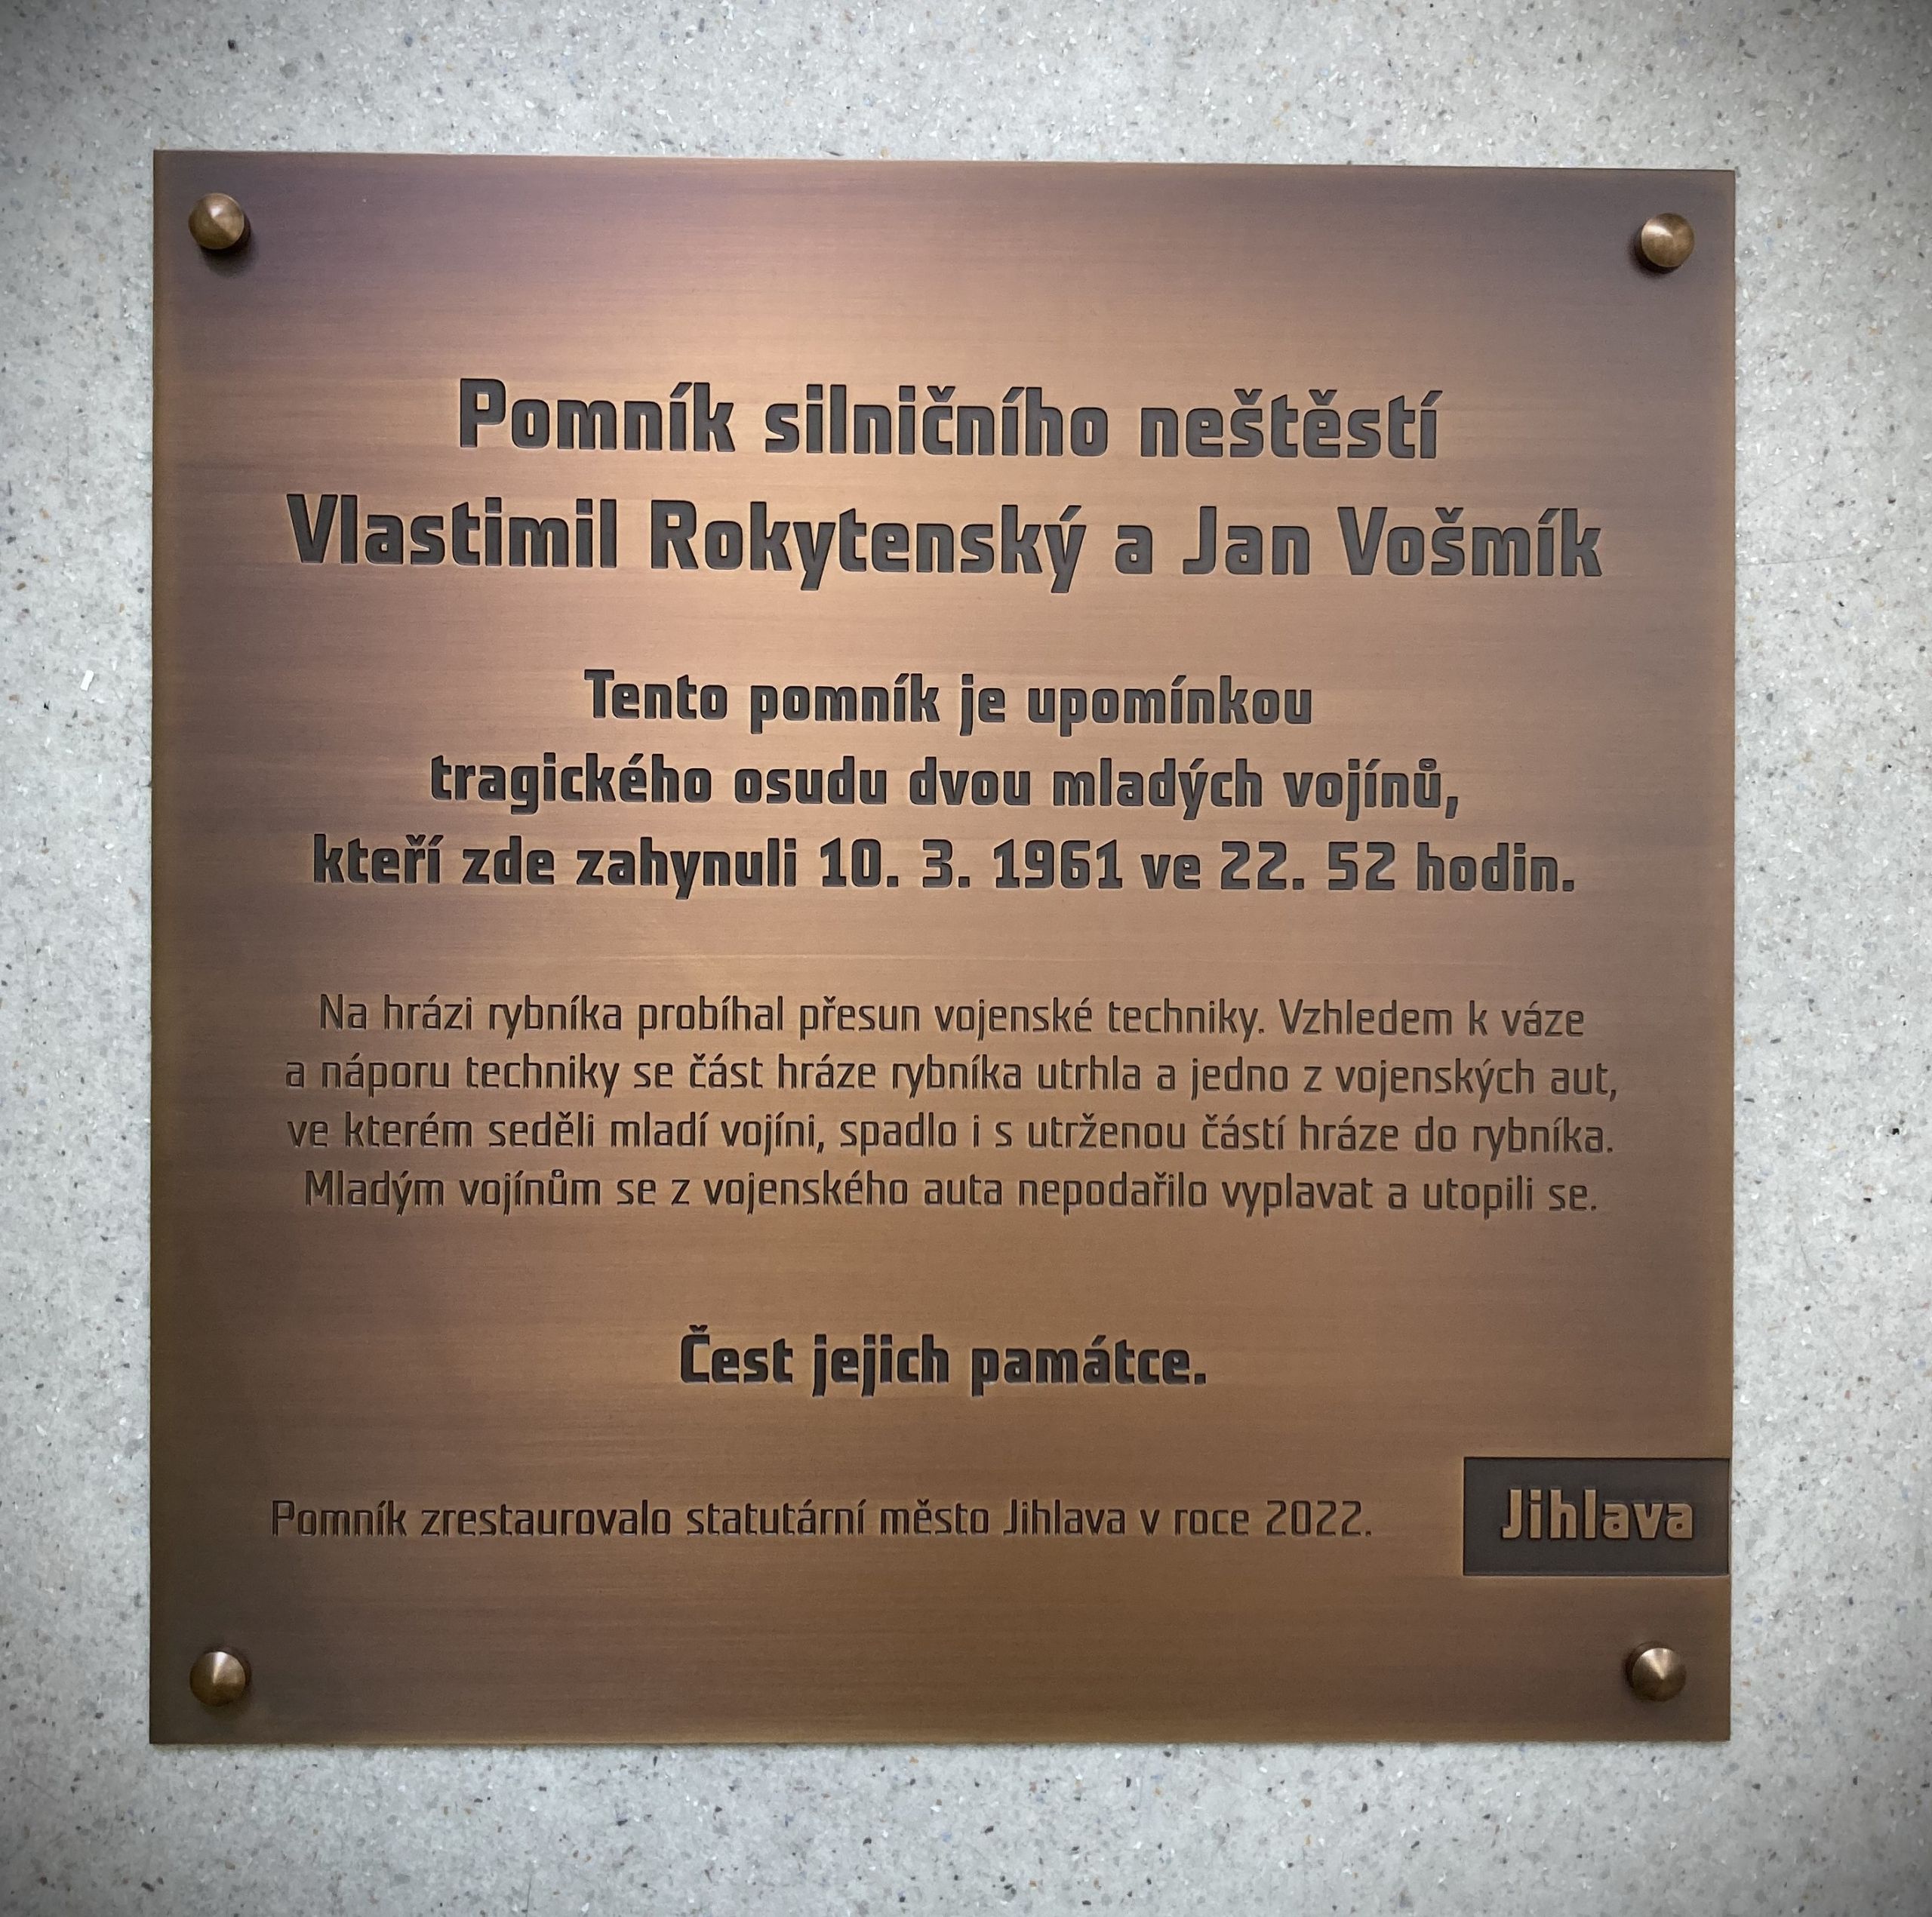 Pomník silničního neštěstí
Vlastimil Rokytenský a Jan Vošmík
Tento pomník je upomínkou
tragického osudu dvou mladých vojínů,
kteří zde zahynuli 10. 3. 1961 ve 22. 52 hodin.
Na hrázi rybníka probíhal přesun vojenské techniky. Vzhledem k váze
a náporu techniky se část hráze rybníka utrhla a jedno z vojenských aut,
ve kterém seděli mladí vojíni, spadlo i s utrženou částí hráze do rybníka.
Mladým vojínům se z vojenského auta nepodařilo vyplavat a utopili se.
Čest jejich památce.
Pomník zrestaurovalo statutární město Jihlava v roce 2022.
Jihlava